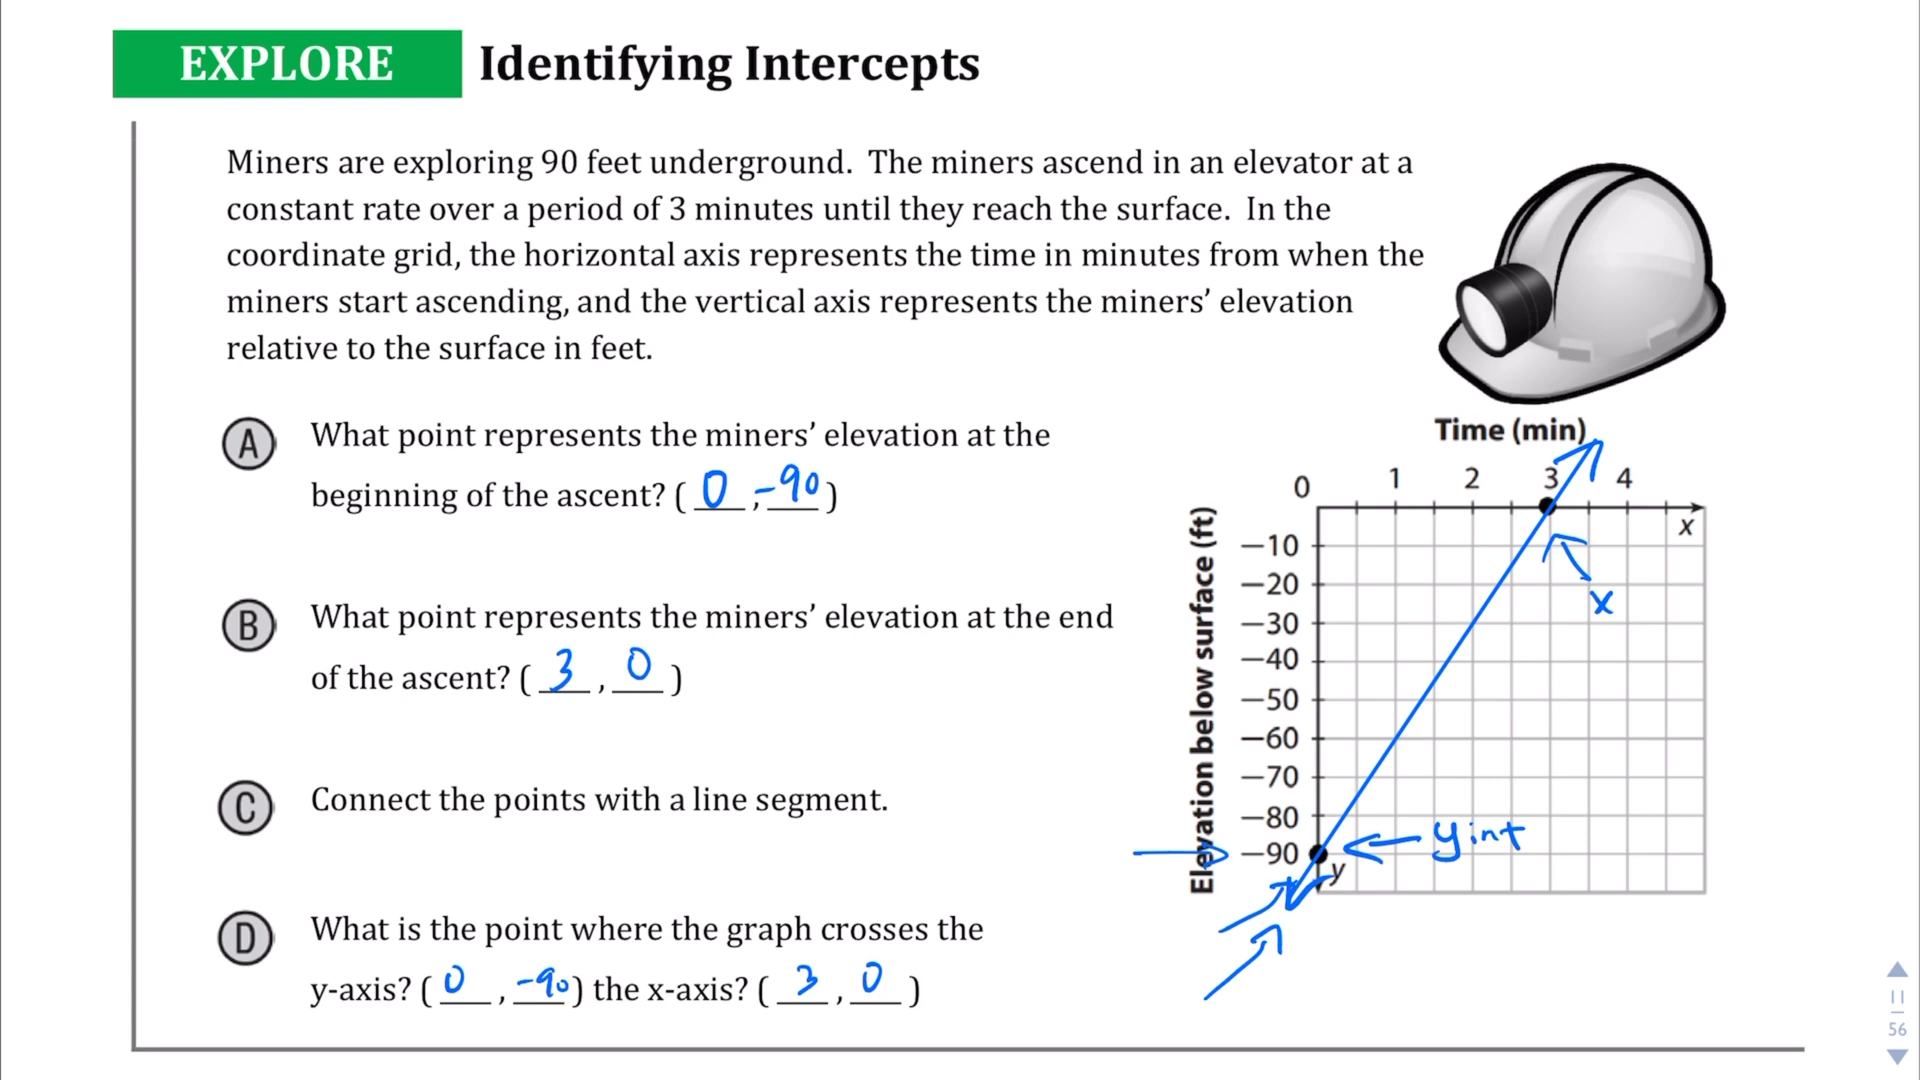 EXPLORE Identifying Intercepts
Miners are exploring 90 feet underground. The miners ascend in an elevator at a
constant rate over a period of 3 minutes until they reach the surface. In the
coordinate grid, the horizontal axis represents the time in minutes from when the
miners start ascending, and the vertical axis represents the miners’ elevation
relative to the surface in feet.
A What point represents the miners’ elevation at the
beginning of the ascent? ( 0 , -90 )
B What point represents the miners’ elevation at the end
of the ascent? ( 3 , 0 )
C Connect the points with a line segment.
D What is the point where the graph crosses the
y-axis? ( 0 , -90 ) the x-axis? ( 3 , 0 )
Time (min)
0 1 2 3 4
x
Elevation below surface (ft)
−10
−20
x
−30
−40
−50
−60
−70
−80
y int
−90
y
11
56